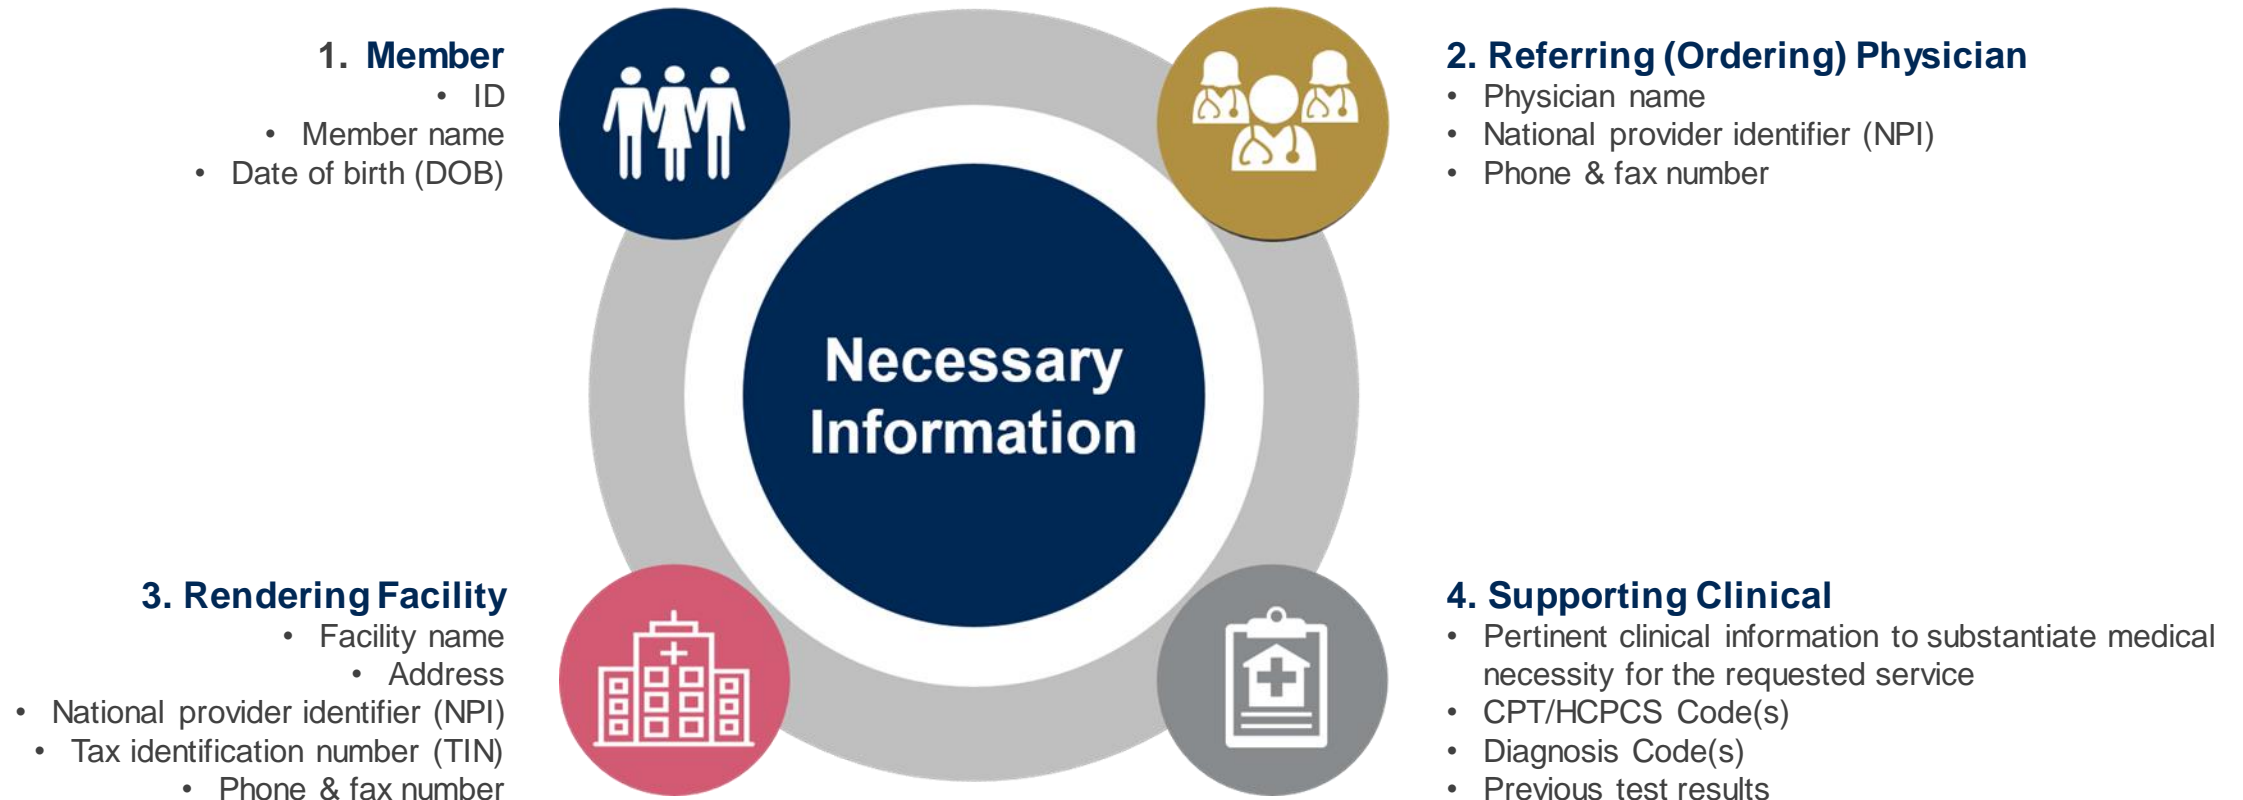 1. Member
• ID
• Member name
• Date of birth (DOB)
2. Referring (Ordering) Physician
• Physician name
• National provider identifier (NPI)
• Phone & fax number
Necessary
Information
3. Rendering Facility
• Facility name
• Address
• National provider identifier (NPI)
• Tax identification number (TIN)
• Phone & fax number
4. Supporting Clinical
• Pertinent clinical information to substantiate medical
necessity for the requested service
• CPT/HCPCS Code(s)
• Diagnosis Code(s)
• Previous test results